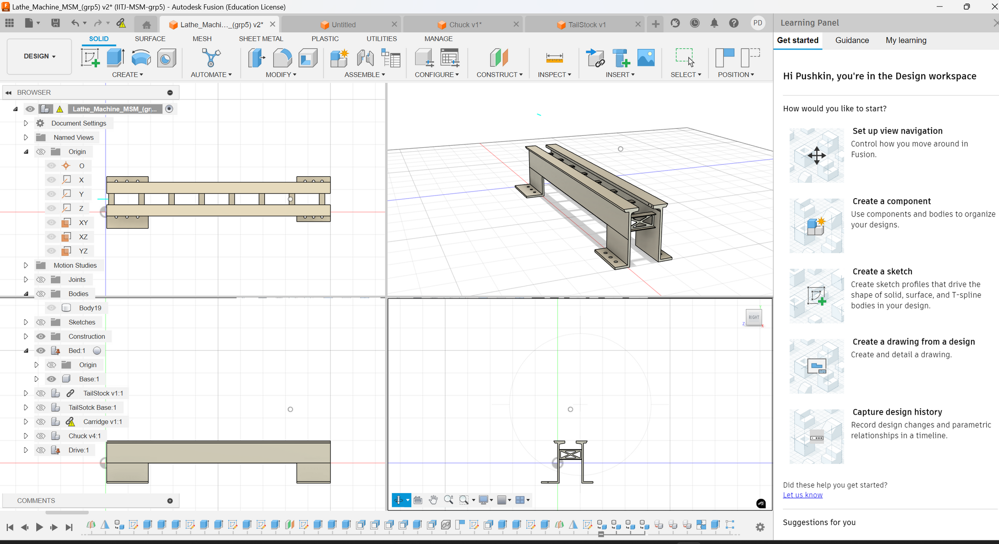 Lathe_Machine_MSM_(grp5) v2* (IITJ-MSM-grp5) - Autodesk Fusion (Education License)
Lathe_Machi..._(grp5) v2*
Untitled
Chuck v1*
TailStock v1
PD
SOLID
SURFACE
MESH
SHEET METAL
PLASTIC
UTILITIES
MANAGE
DESIGN
CREATE
AUTOMATE
MODIFY
ASSEMBLE
CONFIGURE
CONSTRUCT
INSPECT
INSERT
SELECT
POSITION
BROWSER
Lathe_Machine_MSM_(gr...
Document Settings
Named Views
Origin
O
X
Y
Z
XY
XZ
YZ
Motion Studies
Joints
Bodies
Body19
Sketches
Construction
Bed:1
Origin
Base:1
TailStock v1:1
TailSotck Base:1
Carridge v1:1
Chuck v4:1
Drive:1
COMMENTS
Y
RIGHT
Z
X
Learning Panel
Get started
Guidance
My learning
Hi Pushkin, you're in the Design workspace
How would you like to start?
Set up view navigation
Control how you move around in
Fusion.
Create a component
Use components and bodies to organize
your designs.
Create a sketch
Create sketch profiles that drive the
shape of solid, surface, and T-spline
bodies in your design.
Create a drawing from a design
Create and detail a drawing.
Capture design history
Record design changes and parametric
relationships in a timeline.
Did these help you get started?
Let us know
Suggestions for you